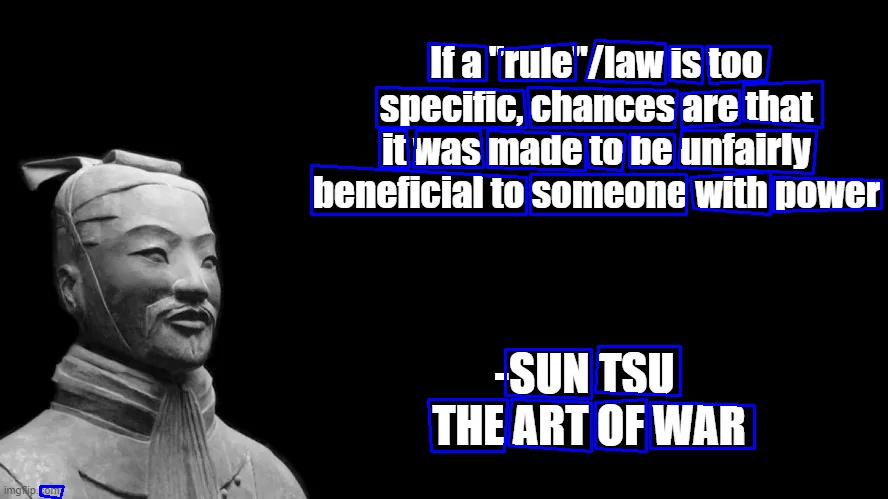 If a "rule"/law is too
specific, chances are that
it was made to be unfairly
beneficial to someone with power
-SUN TSU
THE ART OF WAR
imgflip.com